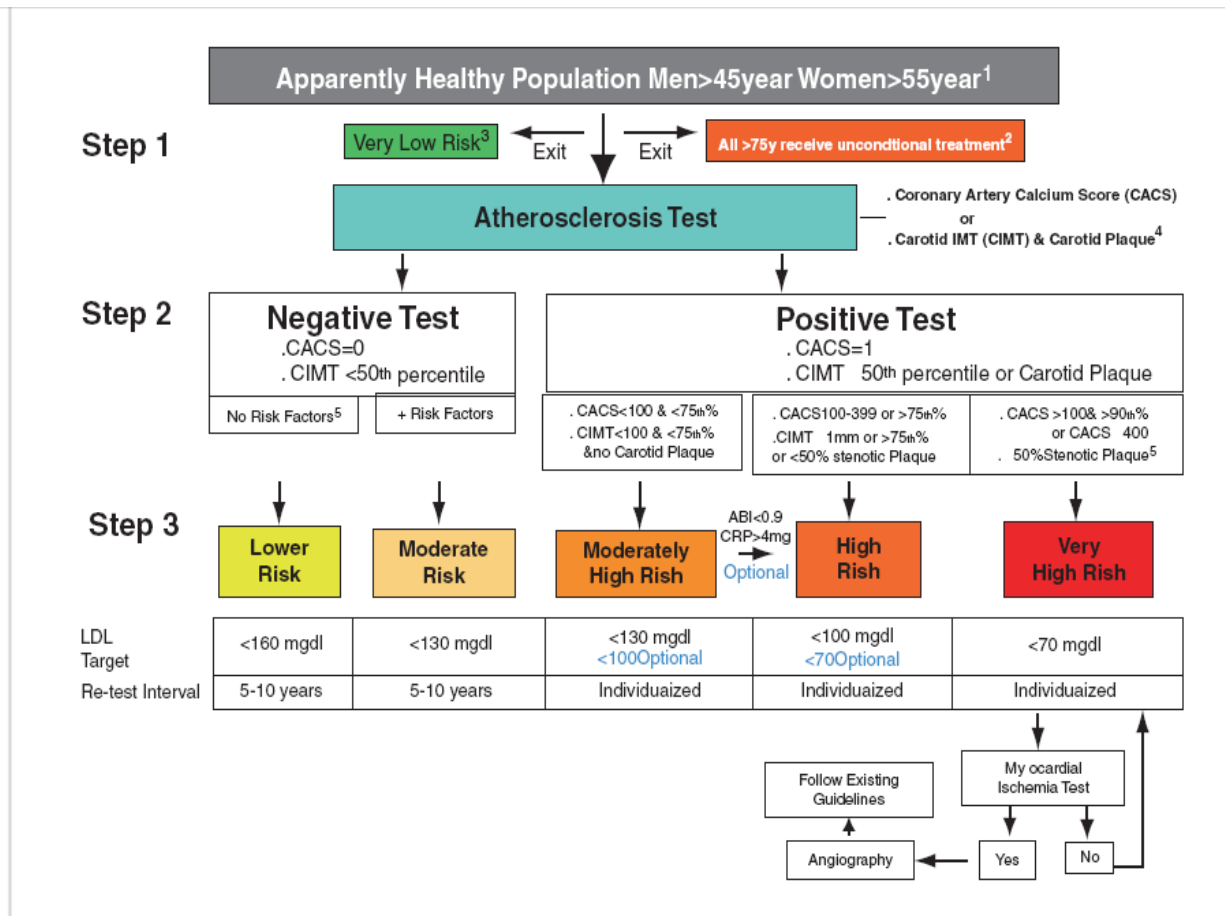 Apparently Healthy Population Men>45year Women>55year1
Step 1
Very Low Risk3
Exit
Exit
All >75y receive uncondtional treatment2
Atherosclerosis Test
. Coronary Artery Calcium Score (CACS)
or
. Carotid IMT (CIMT) & Carotid Plaque4
Step 2
Negative Test
.CACS=0
. CIMT <50th percentile
Positive Test
. CACS=1
. CIMT 50th percentile or Carotid Plaque
No Risk Factors5
+ Risk Factors
. CACS<100 & <75th%
. CIMT<100 & <75th%
&no Carotid Plaque
. CACS100-399 or >75th%
.CIMT 1mm or >75th%
or <50% stenotic Plaque
. CACS >100& >90th%
or CACS 400
. 50%Stenotic Plaque5
Step 3
Lower
Risk
Moderate
Risk
Moderately
High Rish
ABI<0.9
CRP>4mg
Optional
High
Rish
Very
High Rish
LDL
Target
<160 mgdl
<130 mgdl
<130 mgdl
<100Optional
<100 mgdl
<70Optional
<70 mgdl
Re-test Interval
5-10 years
5-10 years
Individuaized
Individuaized
Individuaized
My ocardial
Ischemia Test
Follow Existing
Guidelines
Angiography
Yes
No